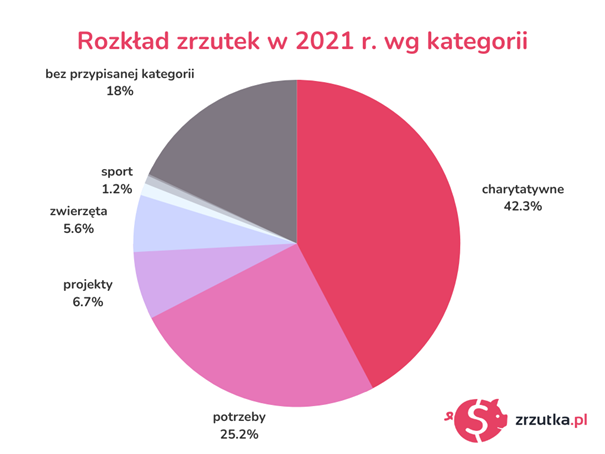 Rozkład zrzutek w 2021 r. wg kategorii
bez przypisanej kategorii
18%
sport
1.2%
zwierzęta
5.6%
projekty
6.7%
charytatywne
42.3%
potrzeby
25.2%
zrzutka.pl